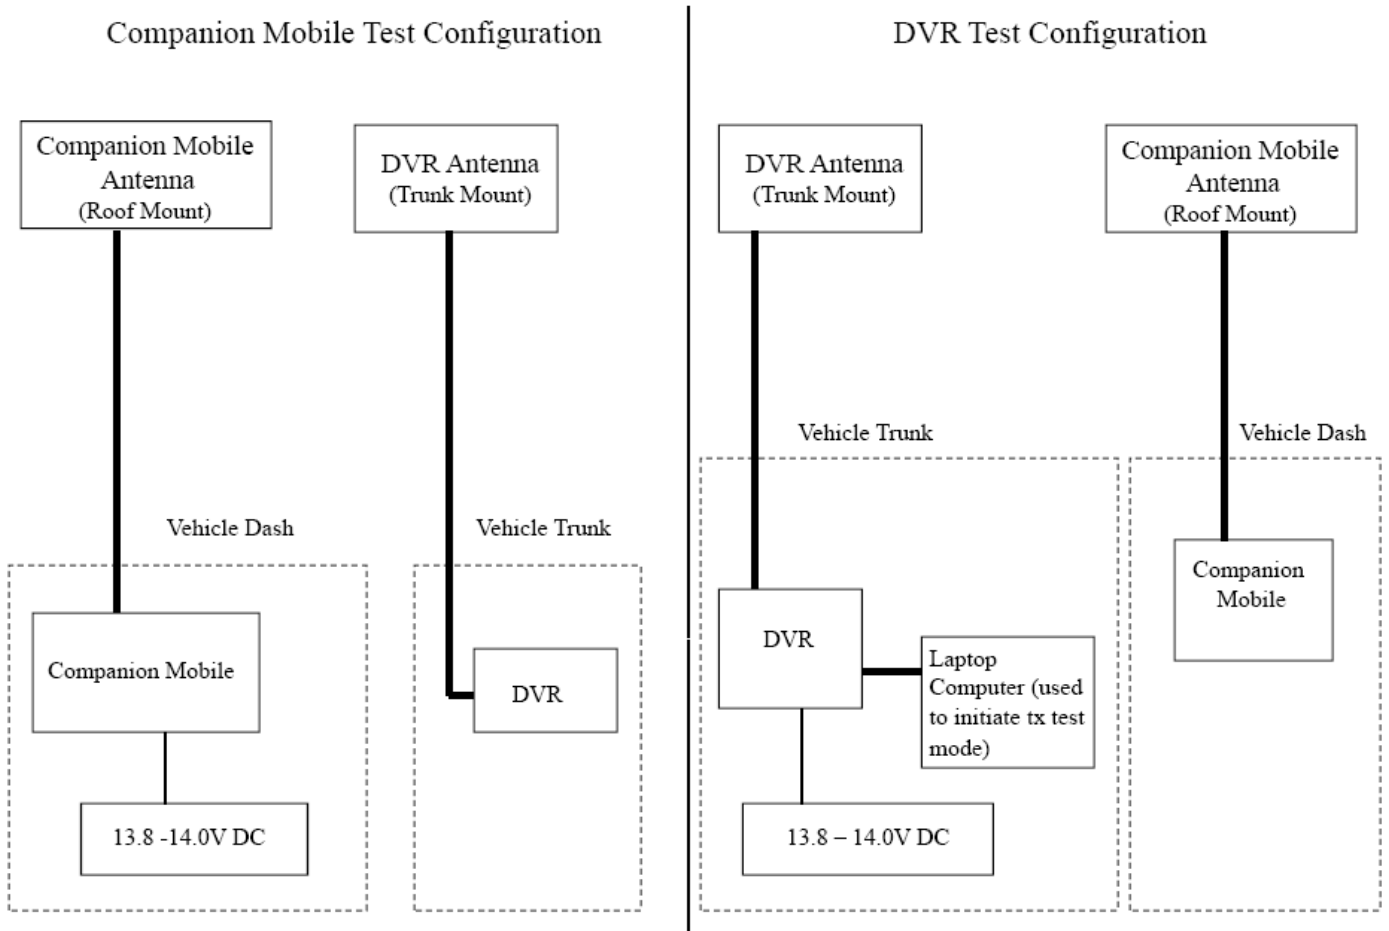 Companion Mobile Test Configuration
Companion Mobile
Antenna
(Roof Mount)
DVR Antenna
(Trunk Mount)
Vehicle Dash
Vehicle Trunk
Companion Mobile
DVR
13.8 -14.0V DC
DVR Test Configuration
DVR Antenna
(Trunk Mount)
Companion Mobile
Antenna
(Roof Mount)
Vehicle Trunk
Vehicle Dash
DVR
Laptop
Computer (used
to initiate tx test
mode)
Companion
Mobile
13.8 – 14.0V DC